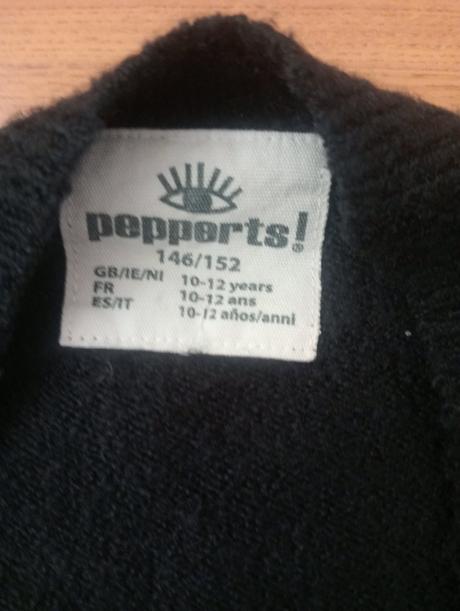 pepperts!®
146/152
GB/IE/NI 10-12 years
FR 10-12 ans
ES/IT 10-12 años/anni